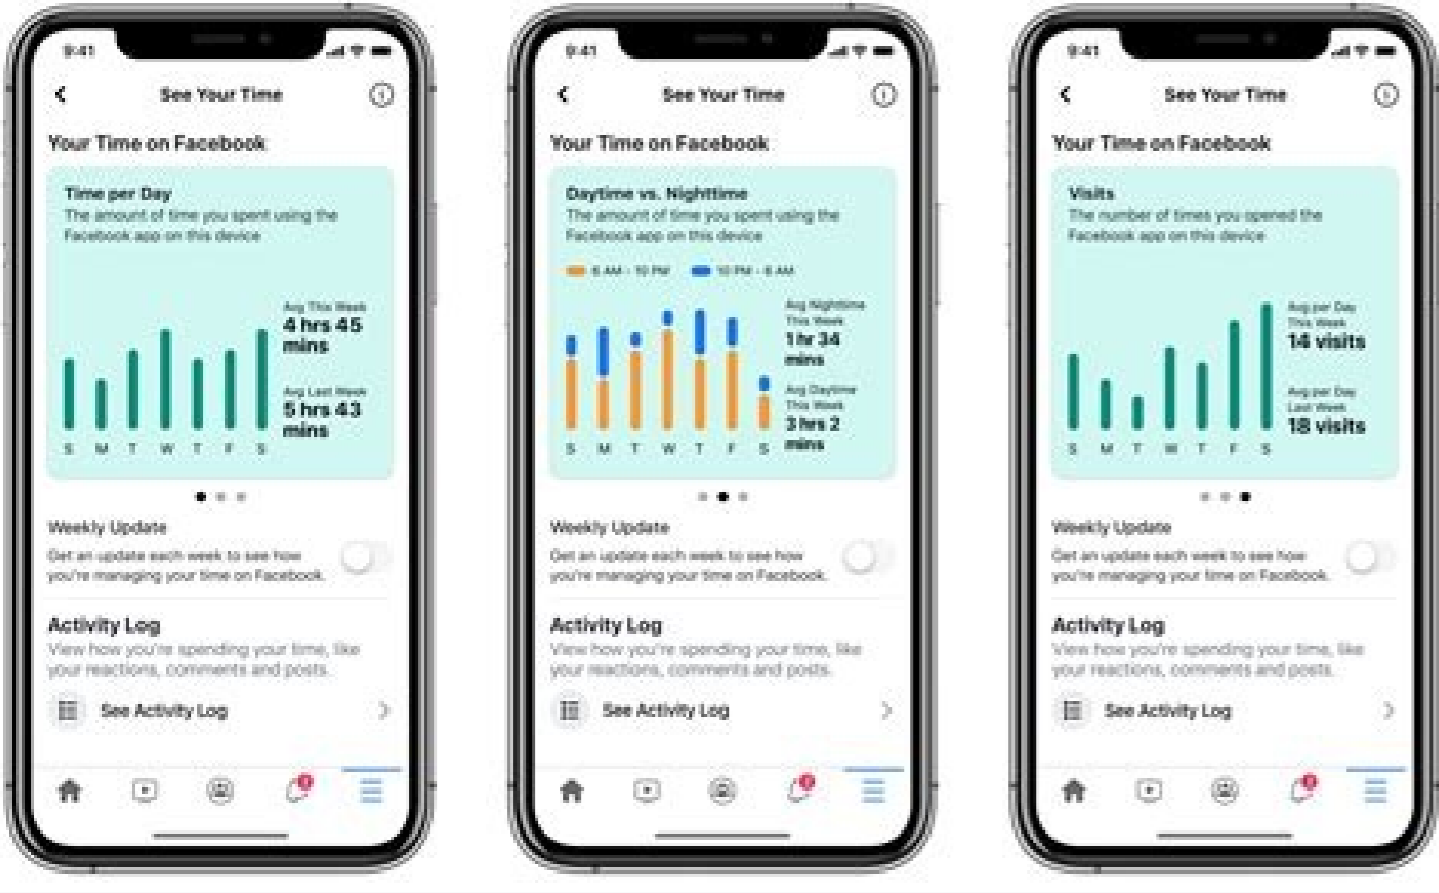 9:41
See Your Time
Your Time on Facebook
Time per Day
The amount of time you spent using the
Facebook app on this device
Avg This Week
4 hrs 45
mins
Avg Last Week
5 hrs 43
mins
S M T W T F S
Weekly Update
Get an update each week to see how
you're managing your time on Facebook.
Activity Log
View how you're spending your time, like
your reactions, comments and posts.
See Activity Log
9:41
See Your Time
Your Time on Facebook
Daytime vs. Nighttime
The amount of time you spent using the
Facebook app on this device
6 AM - 10 PM 10 PM - 6 AM
Avg Nighttime
This Week
1 hr 34
mins
Avg Daytime
This Week
3 hrs 2
mins
S M T W T F S
Weekly Update
Get an update each week to see how
you're managing your time on Facebook.
Activity Log
View how you're spending your time, like
your reactions, comments and posts.
See Activity Log
9:41
See Your Time
Your Time on Facebook
Visits
The number of times you opened the
Facebook app on this device
Avg per Day
This Week
14 visits
Avg per Day
Last Week
18 visits
S M T W T F S
Weekly Update
Get an update each week to see how
you're managing your time on Facebook.
Activity Log
View how you're spending your time, like
your reactions, comments and posts.
See Activity Log